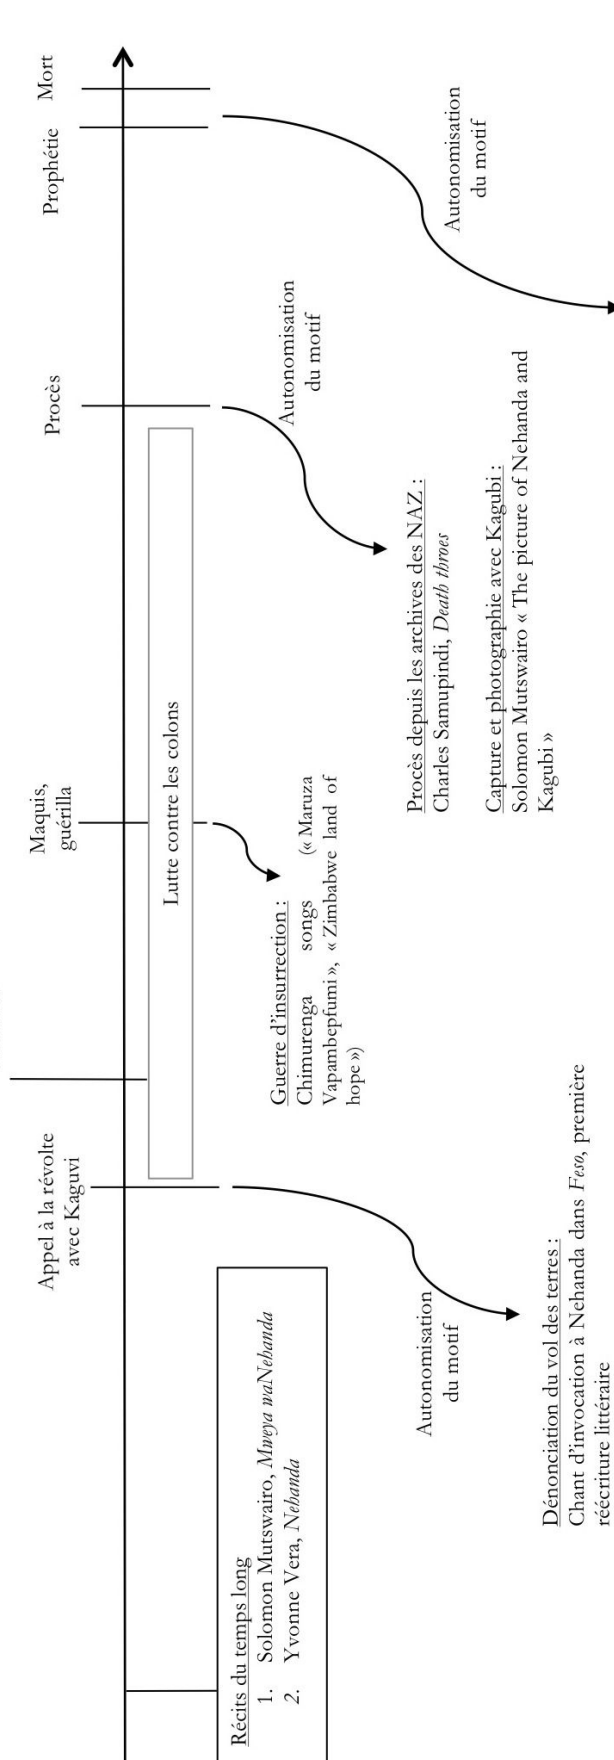 Appel à la révolte
avec Kaguvi
Maquis,
guérilla
Procès
Prophétie
Mort
Lutte contre les colons
Récits du temps long
1. Solomon Mutswairo, Mweya waNehanda
2. Yvonne Vera, Nehanda
Autonomisation
du motif
Dénonciation du vol des terres :
Chant d'invocation à Nehanda dans Feso, première
réécriture littéraire
Guerre d'insurrection :
Chimurenga songs (« Maruza
Vapambepfumi », « Zimbabwe land of
hope »)
Autonomisation
du motif
Procès depuis les archives des NAZ :
Charles Samupindi, Death throes
Capture et photographie avec Kagubi :
Solomon Mutswairo « The picture of Nehanda and
Kagubi »
Autonomisation
du motif